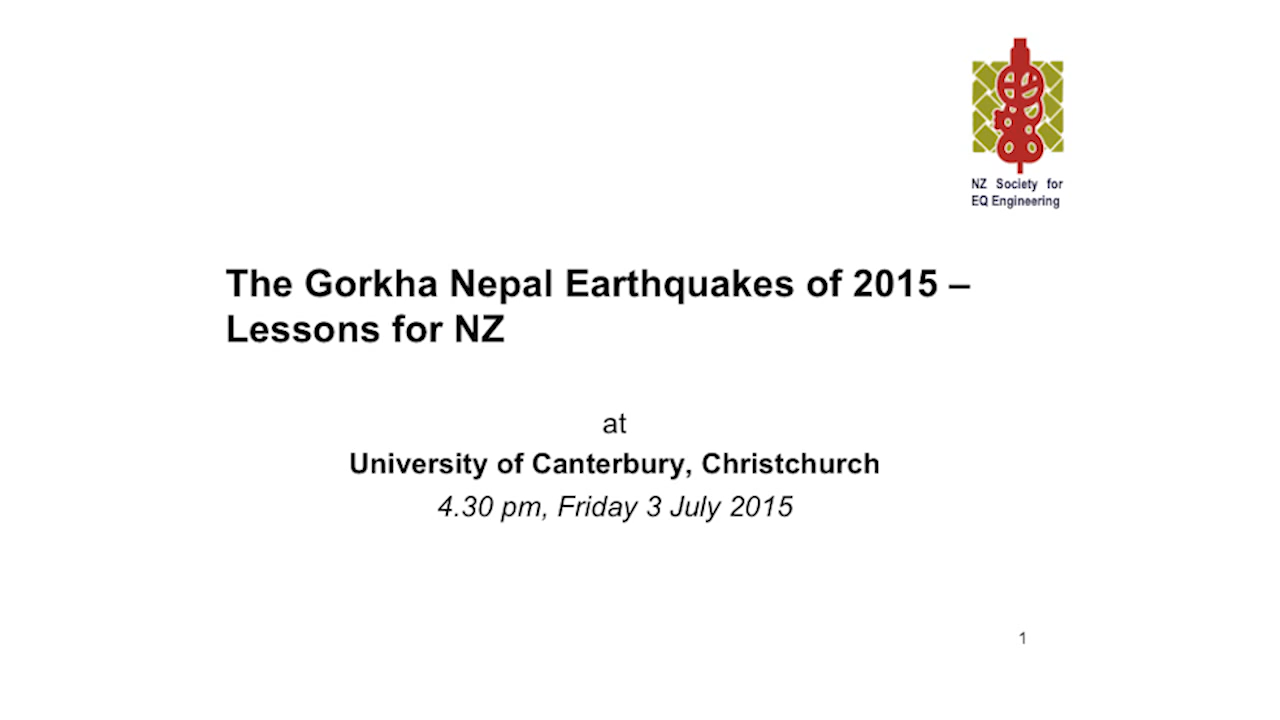 NZ Society for
EQ Engineering
The Gorkha Nepal Earthquakes of 2015 –
Lessons for NZ
at
University of Canterbury, Christchurch
4.30 pm, Friday 3 July 2015
1